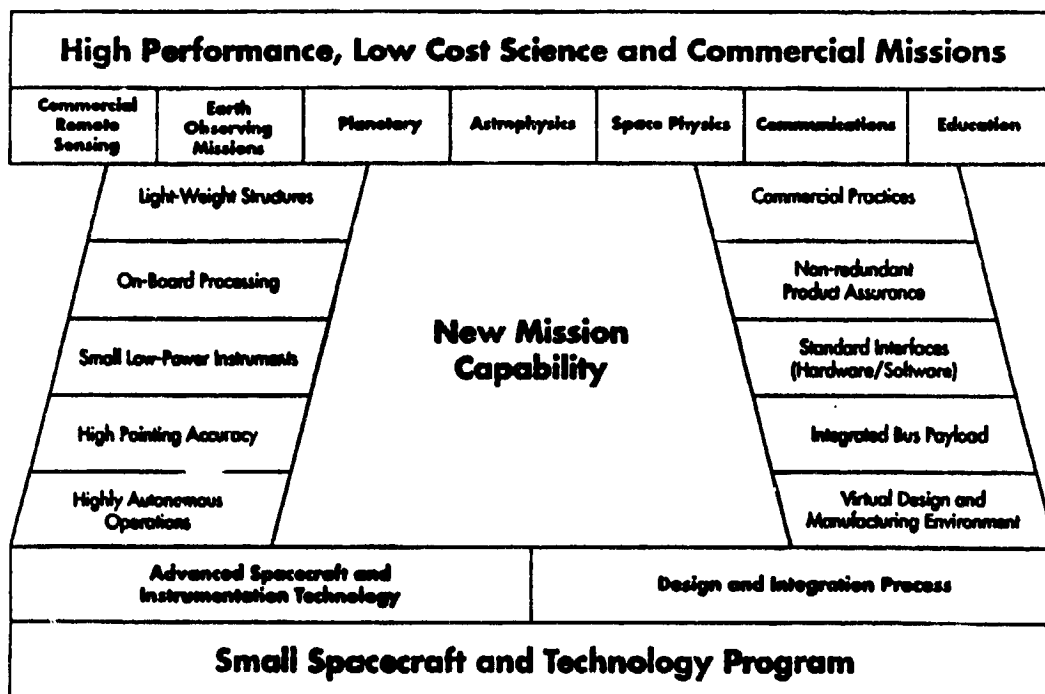 High Performance, Low Cost Science and Commercial Missions
Commercial
Remote
Sensing
Earth
Observing
Missions
Planetary
Astrophysics
Space Physics
Communications
Education
Light-Weight Structures
On-Board Processing
Small Low-Power Instruments
High Pointing Accuracy
Highly Autonomous
Operations
New Mission
Capability
Commercial Practices
Non-redundant
Product Assurance
Standard Interfaces
(Hardware/Software)
Integrated Bus Payload
Virtual Design and
Manufacturing Environment
Advanced Spacecraft and
Instrumentation Technology
Design and Integration Process
Small Spacecraft and Technology Program